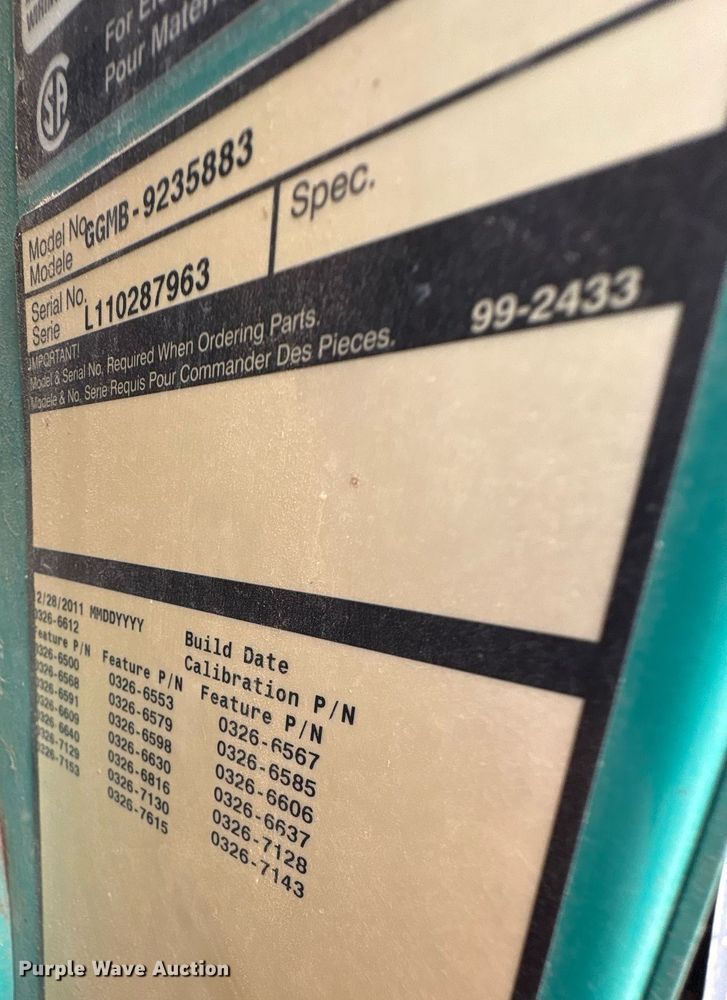 For
Pour
SA
Model No. GGMB-9235883
Modele
Spec.
Serial No. L110287963
Serie
99-2433
IMPORTANT!
Model & Serial No. Required When Ordering Parts.
Modele & No. Serie Requis Pour Commander Des Pieces.
2/28/2011 MMDDYYYY Build Date
0326-6612 Calibration P/N
Feature P/N Feature P/N Feature P/N
0326-6500 0326-6553 0326-6567
0326-6568 0326-6579 0326-6585
0326-6591 0326-6598 0326-6606
0326-6609 0326-6630 0326-6637
0326-6640 0326-6816 0326-7128
0326-7129 0326-7130 0326-7143
0326-7153 0326-7615
Purple Wave Auction